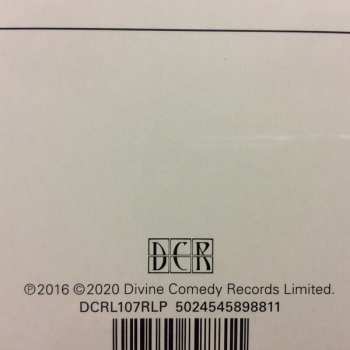 DCR
℗2016 ©2020 Divine Comedy Records Limited.
DCRL107RLP 5024545898811